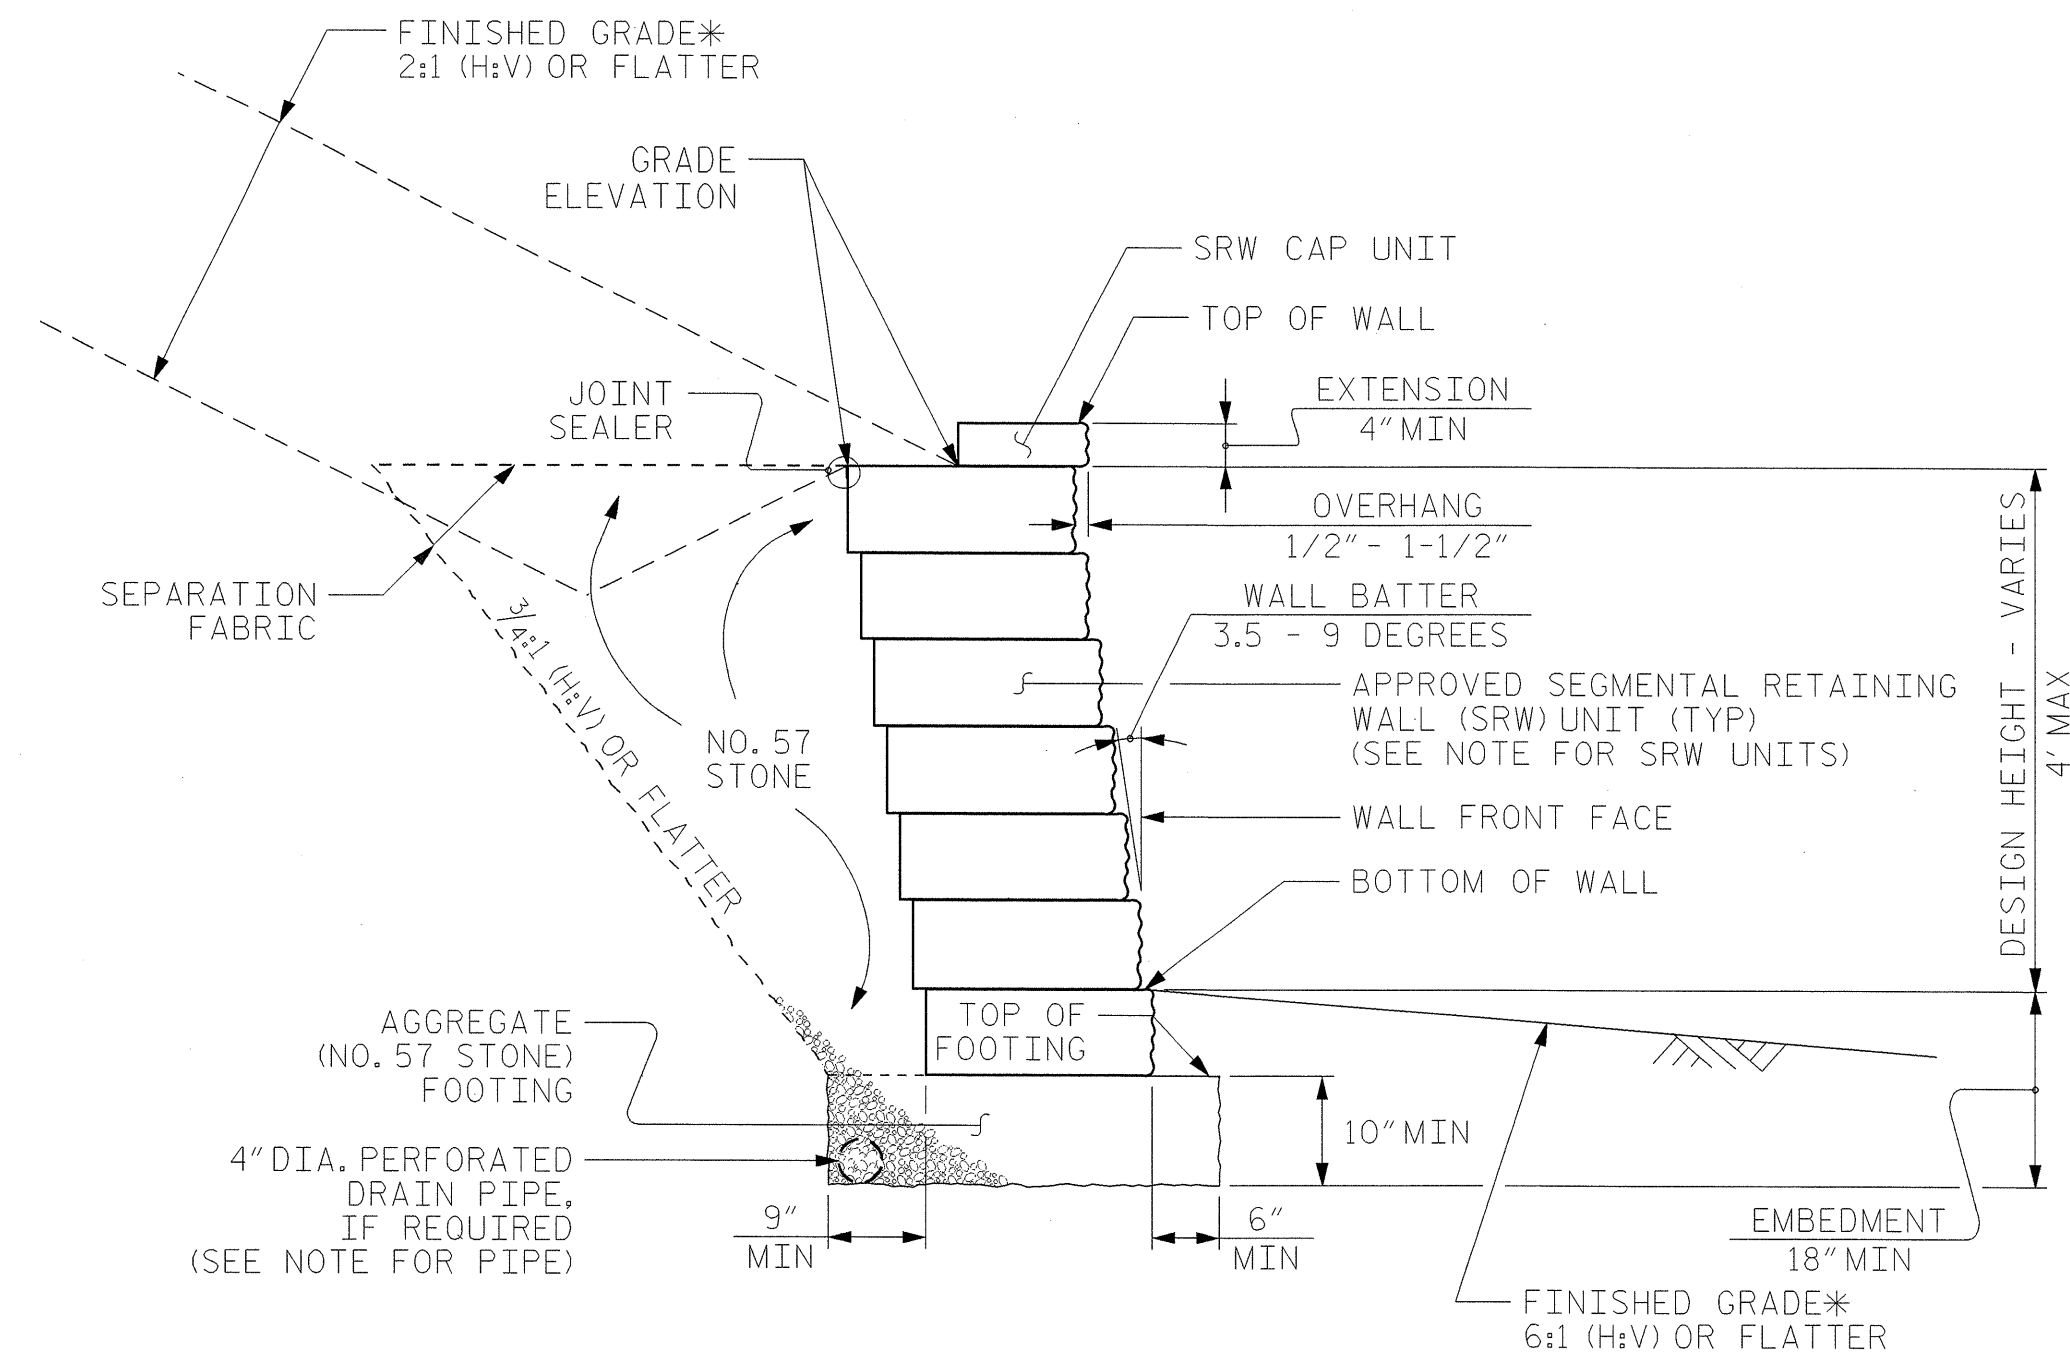 FINISHED GRADE*
2:1 (H:V) OR FLATTER
GRADE
ELEVATION
SRW CAP UNIT
TOP OF WALL
JOINT
SEALER
EXTENSION
4" MIN
OVERHANG
1/2" - 1-1/2"
SEPARATION
FABRIC
WALL BATTER
3.5 - 9 DEGREES
APPROVED SEGMENTAL RETAINING
WALL (SRW) UNIT (TYP)
(SEE NOTE FOR SRW UNITS)
3/4:1 (H:V) OR FLATTER
NO. 57
STONE
WALL FRONT FACE
BOTTOM OF WALL
DESIGN HEIGHT - VARIES
4' MAX
TOP OF
FOOTING
AGGREGATE
(NO. 57 STONE)
FOOTING
10" MIN
4" DIA. PERFORATED
DRAIN PIPE,
IF REQUIRED
(SEE NOTE FOR PIPE)
9"
MIN
6"
MIN
EMBEDMENT
18" MIN
FINISHED GRADE*
6:1 (H:V) OR FLATTER